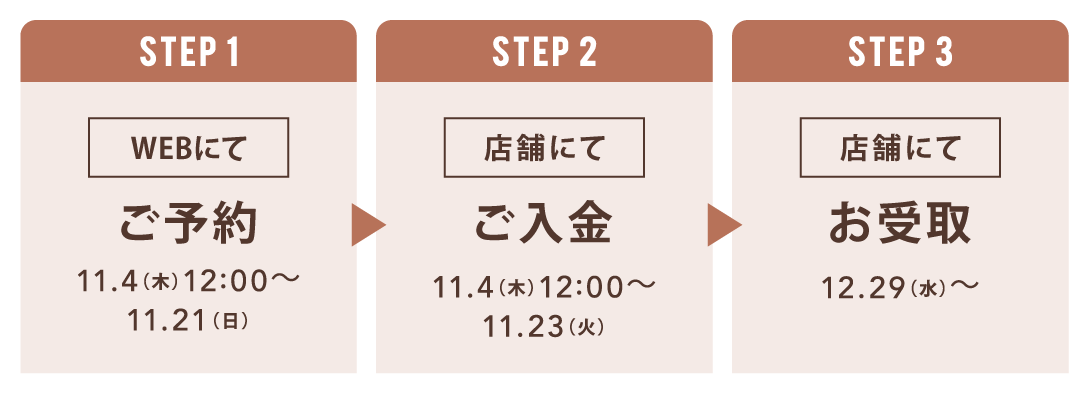 STEP 1
WEBにて
ご予約
11.4(木)12:00〜
11.21(日)
STEP 2
店舗にて
ご入金
11.4(木)12:00〜
11.23(火)
STEP 3
店舗にて
お受取
12.29(水)〜